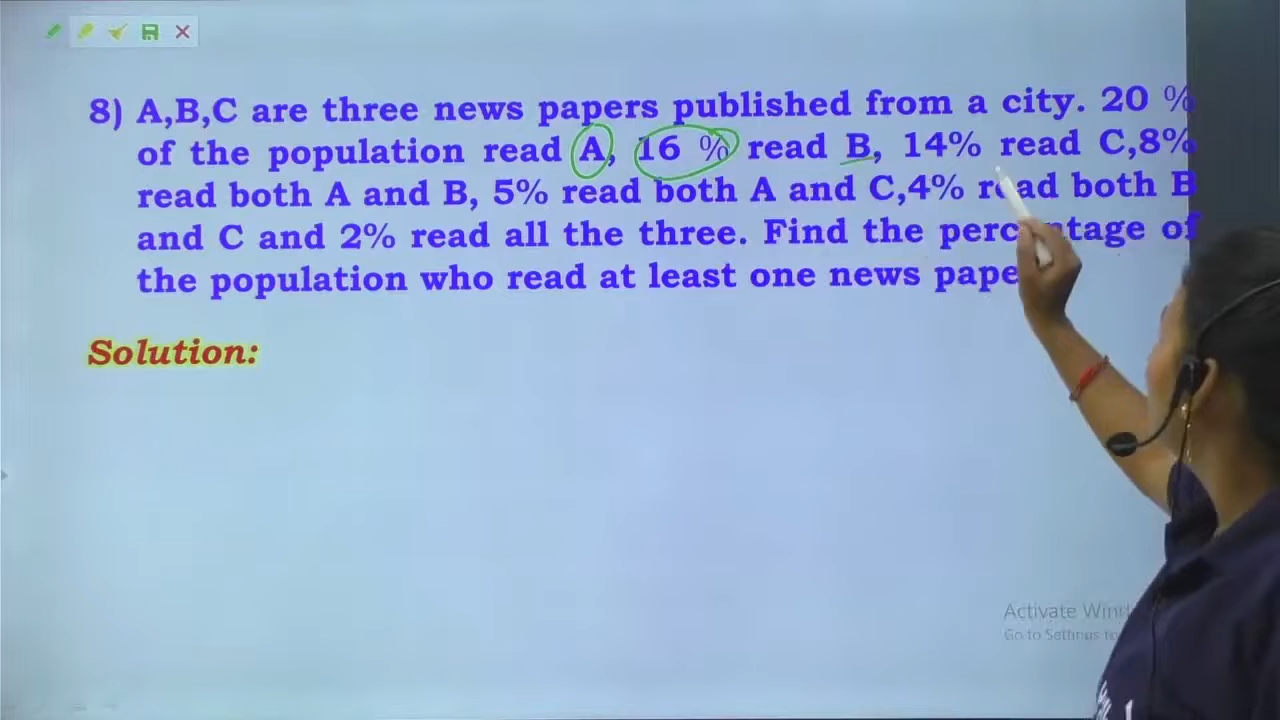 8) A,B,C are three news papers published from a city. 20 %
of the population read A, 16 % read B, 14% read C,8%
read both A and B, 5% read both A and C,4% read both B
and C and 2% read all the three. Find the percentage of
the population who read at least one news pape
Solution:
Activate Wind
Go to Settings to